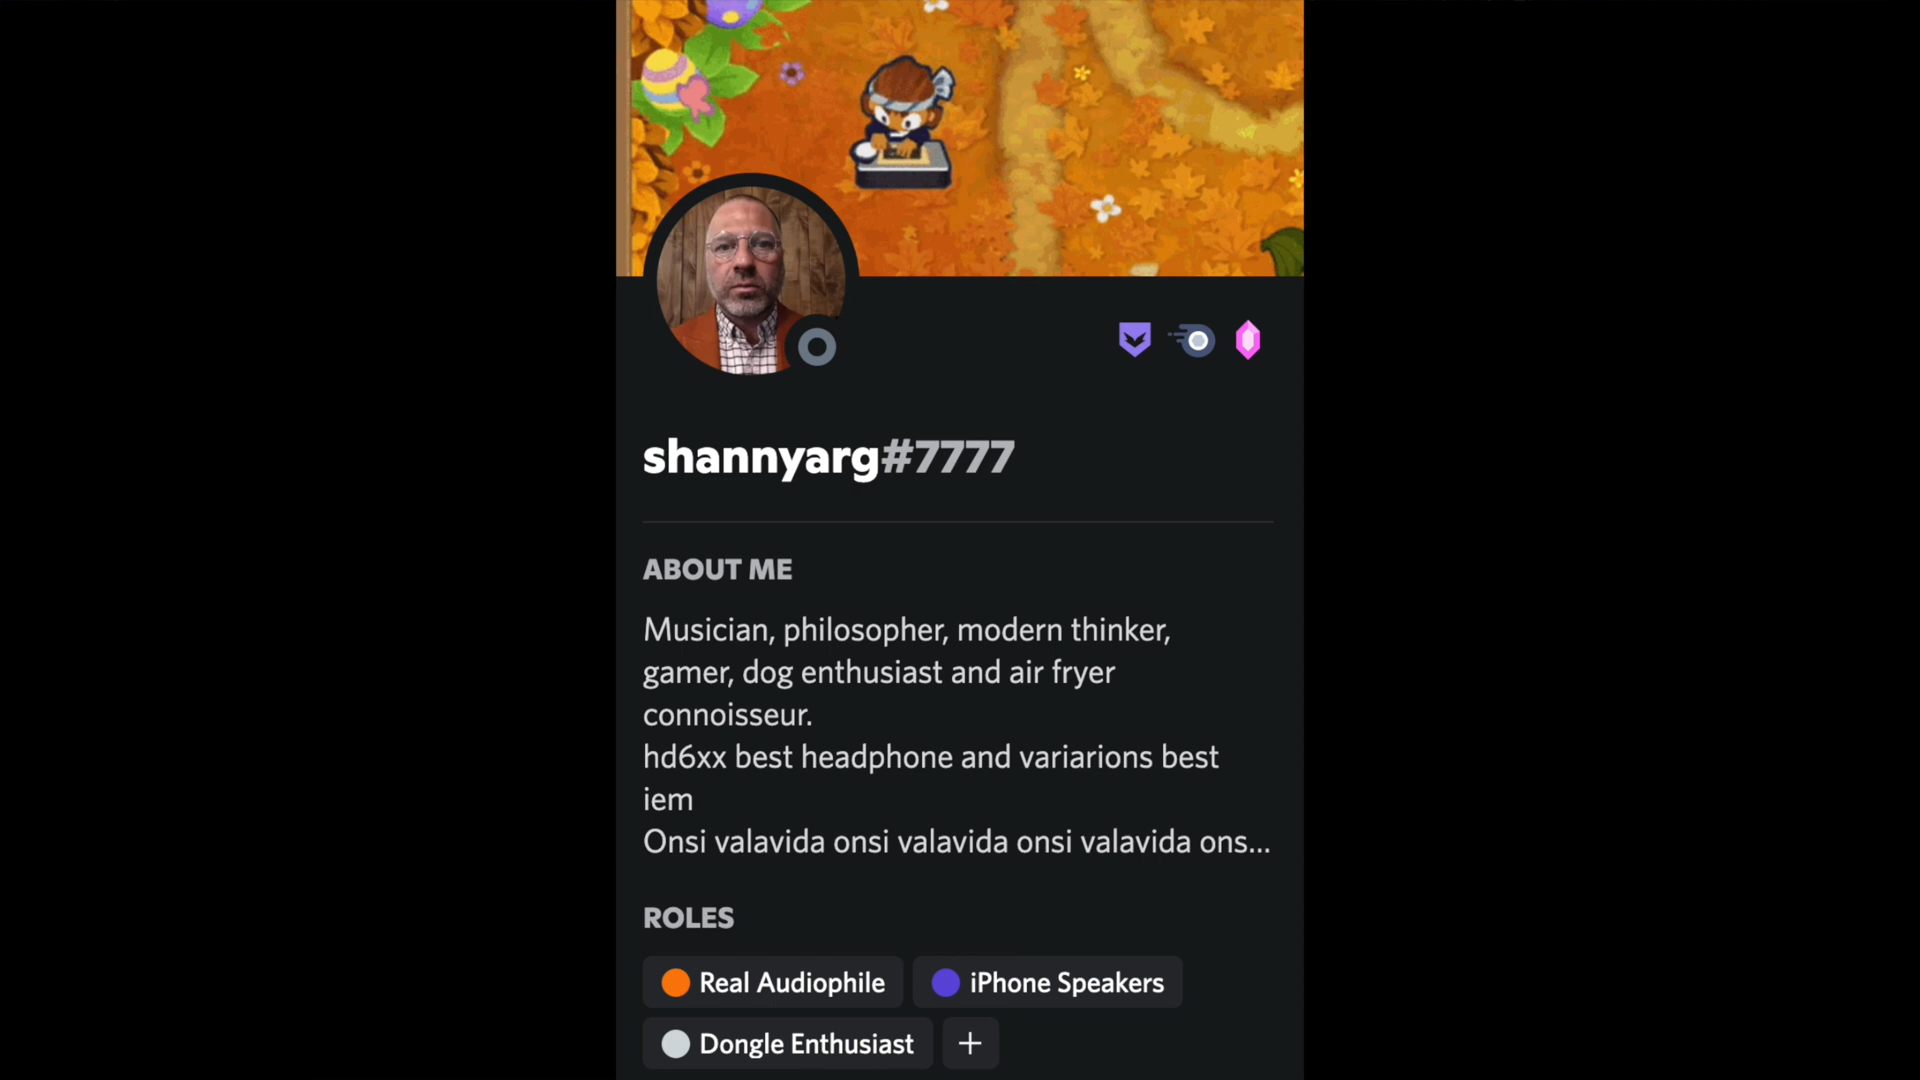 shannyarg#7777
ABOUT ME
Musician, philosopher, modern thinker,
gamer, dog enthusiast and air fryer
connoisseur.
hd6xx best headphone and variarions best
iem
Onsi valavida onsi valavida onsi valavida ons...
ROLES
Real Audiophile
iPhone Speakers
Dongle Enthusiast
+